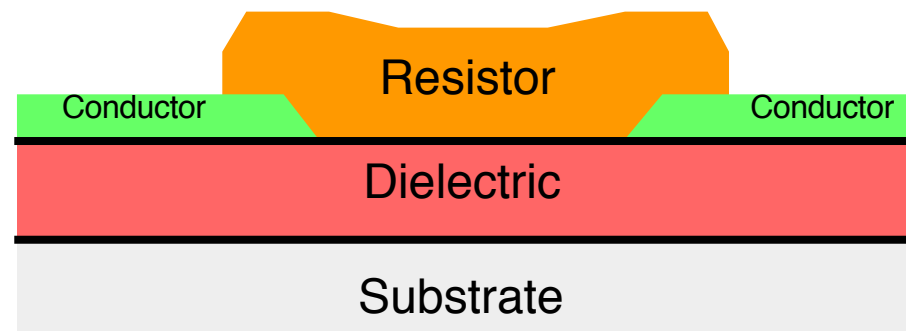 Resistor
Conductor
Conductor
Dielectric
Substrate